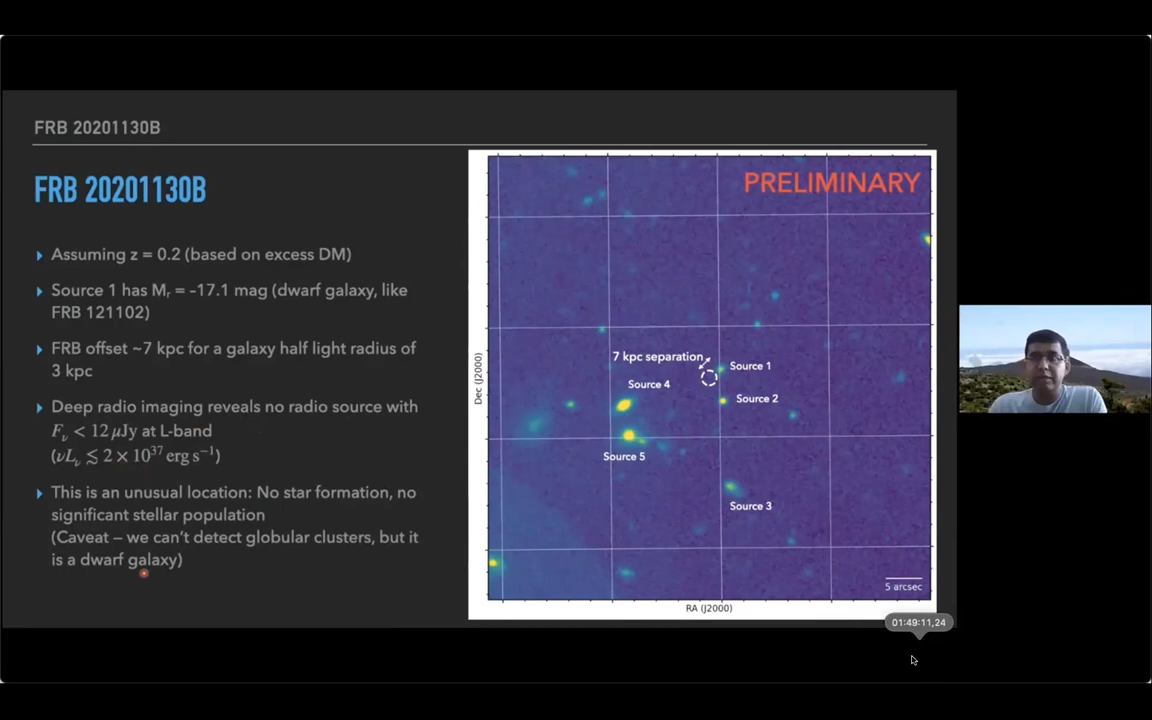 FRB 20201130B
FRB 20201130B
Assuming z = 0.2 (based on excess DM)
Source 1 has Mᵣ = –17.1 mag (dwarf galaxy, like
FRB 121102)
FRB offset ~7 kpc for a galaxy half light radius of
3 kpc
Deep radio imaging reveals no radio source with
F_ν < 12 μJy at L-band
(νL_ν ≲ 2 × 10³⁷ erg s⁻¹)
This is an unusual location: No star formation, no
significant stellar population
(Caveat – we can't detect globular clusters, but it
is a dwarf galaxy)
PRELIMINARY
7 kpc separation
Source 1
Source 4
Source 2
Source 5
Source 3
5 arcsec
Dec (J2000)
RA (J2000)
01:49:11,24